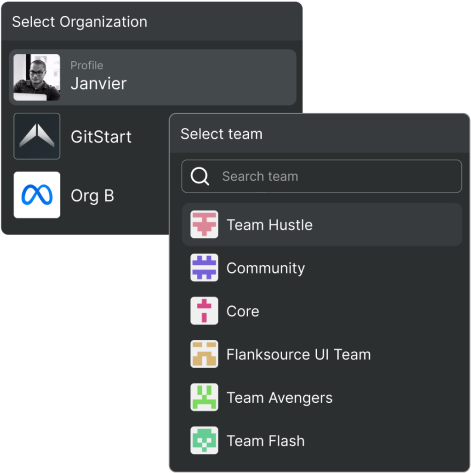 Select Organization
Profile
Janvier
GitStart
Org B
Select team
Search team
Team Hustle
Community
Core
Flanksource UI Team
Team Avengers
Team Flash